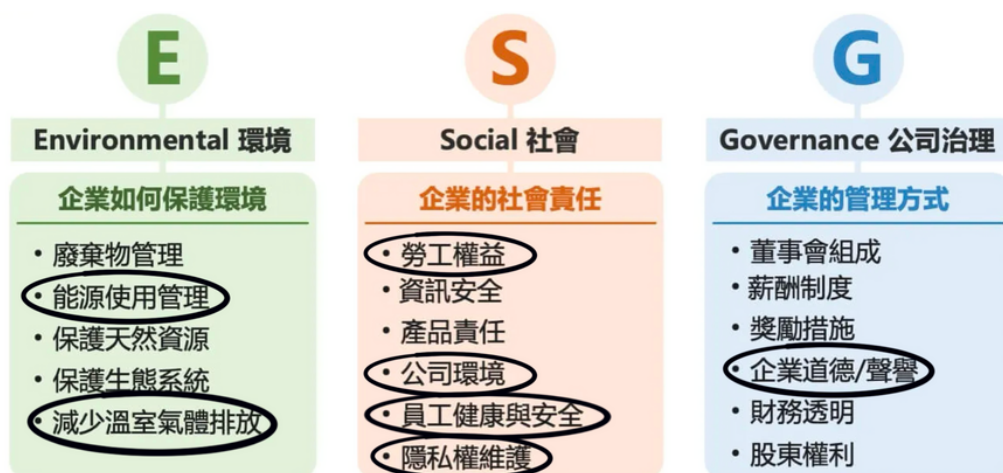 E
Environmental 環境
企業如何保護環境
• 廢棄物管理
• 能源使用管理
• 保護天然資源
• 保護生態系統
• 減少溫室氣體排放
S
Social 社會
企業的社會責任
• 勞工權益
• 資訊安全
• 產品責任
• 公司環境
• 員工健康與安全
• 隱私權維護
G
Governance 公司治理
企業的管理方式
• 董事會組成
• 薪酬制度
• 獎勵措施
• 企業道德/聲譽
• 財務透明
• 股東權利